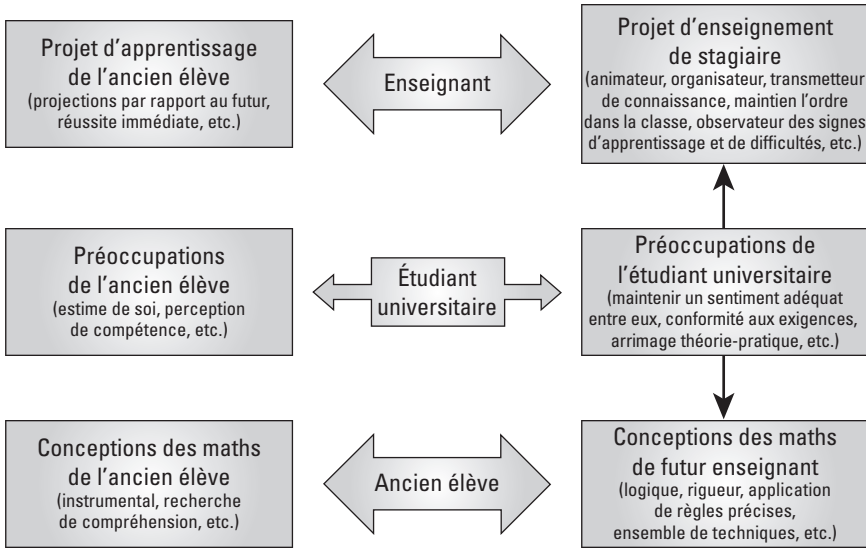 Projet d'apprentissage
de l'ancien élève
(projections par rapport au futur,
réussite immédiate, etc.)
Enseignant
Projet d'enseignement
de stagiaire
(animateur, organisateur, transmetteur
de connaissance, maintien l'ordre
dans la classe, observateur des signes
d'apprentissage et de difficultés, etc.)
Préoccupations
de l'ancien élève
(estime de soi, perception
de compétence, etc.)
Étudiant
universitaire
Préoccupations de
l'étudiant universitaire
(maintenir un sentiment adéquat
entre eux, conformité aux exigences,
arrimage théorie-pratique, etc.)
Conceptions des maths
de l'ancien élève
(instrumental, recherche
de compréhension, etc.)
Ancien élève
Conceptions des maths
de futur enseignant
(logique, rigueur, application
de règles précises,
ensemble de techniques, etc.)